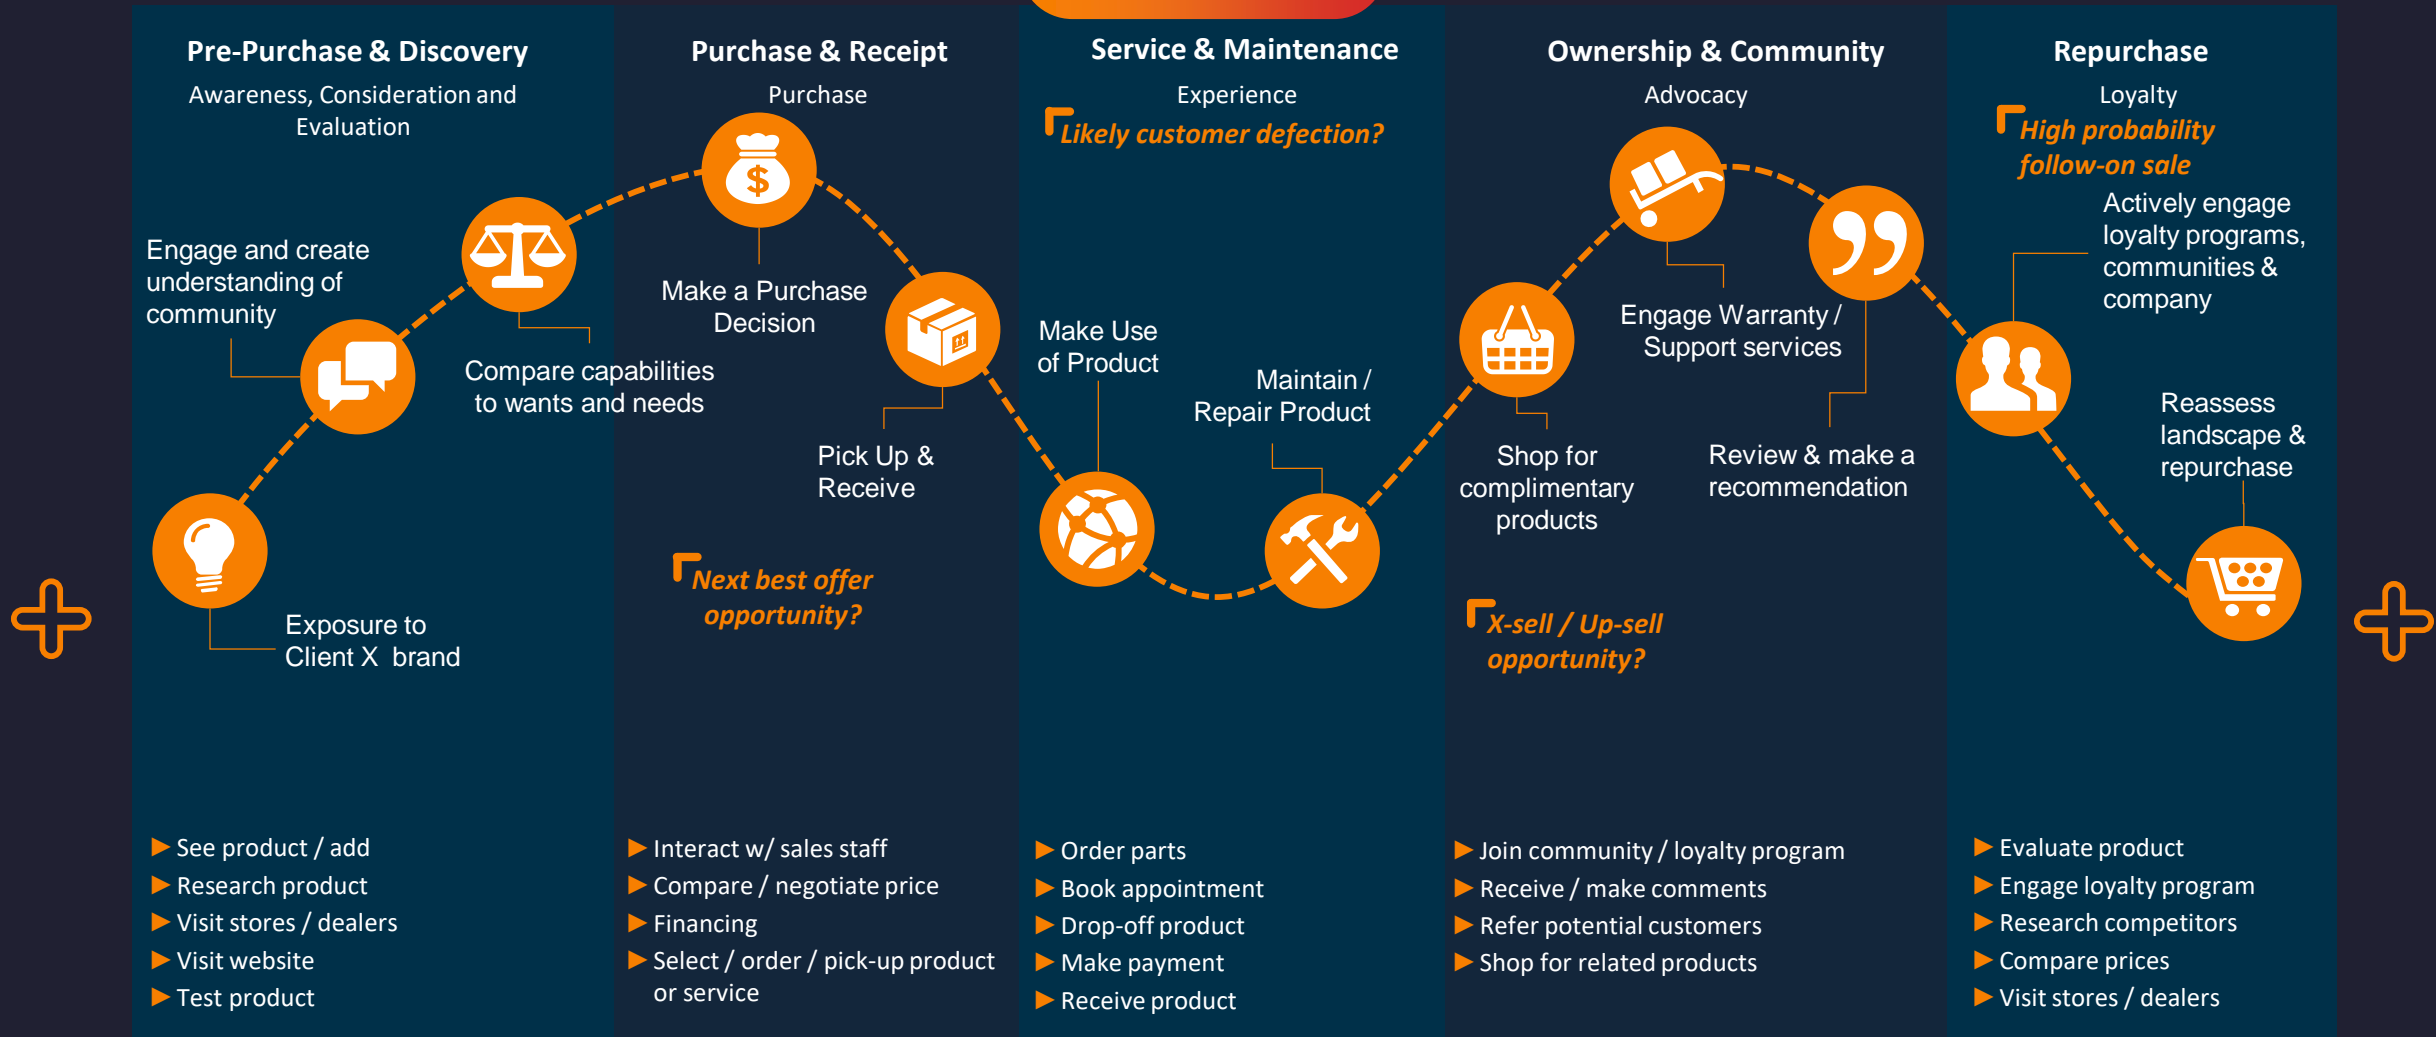 Pre-Purchase & Discovery
Awareness, Consideration and
Evaluation
Engage and create
understanding of
community
Compare capabilities
to wants and needs
Exposure to
Client X  brand
► See product / add
► Research product
► Visit stores / dealers
► Visit website
► Test product
Purchase & Receipt
Purchase
$
Make a Purchase
Decision
Pick Up &
Receive
Next best offer
opportunity?
► Interact w/ sales staff
► Compare / negotiate price
► Financing
► Select / order / pick-up product
or service
Service & Maintenance
Experience
Likely customer defection?
Make Use
of Product
Maintain /
Repair Product
► Order parts
► Book appointment
► Drop-off product
► Make payment
► Receive product
Ownership & Community
Advocacy
Engage Warranty /
Support services
Shop for
complimentary
products
Review & make a
recommendation
X-sell / Up-sell
opportunity?
► Join community / loyalty program
► Receive / make comments
► Refer potential customers
► Shop for related products
Repurchase
Loyalty
High probability
follow-on sale
Actively engage
loyalty programs,
communities &
company
Reassess
landscape &
repurchase
► Evaluate product
► Engage loyalty program
► Research competitors
► Compare prices
► Visit stores / dealers